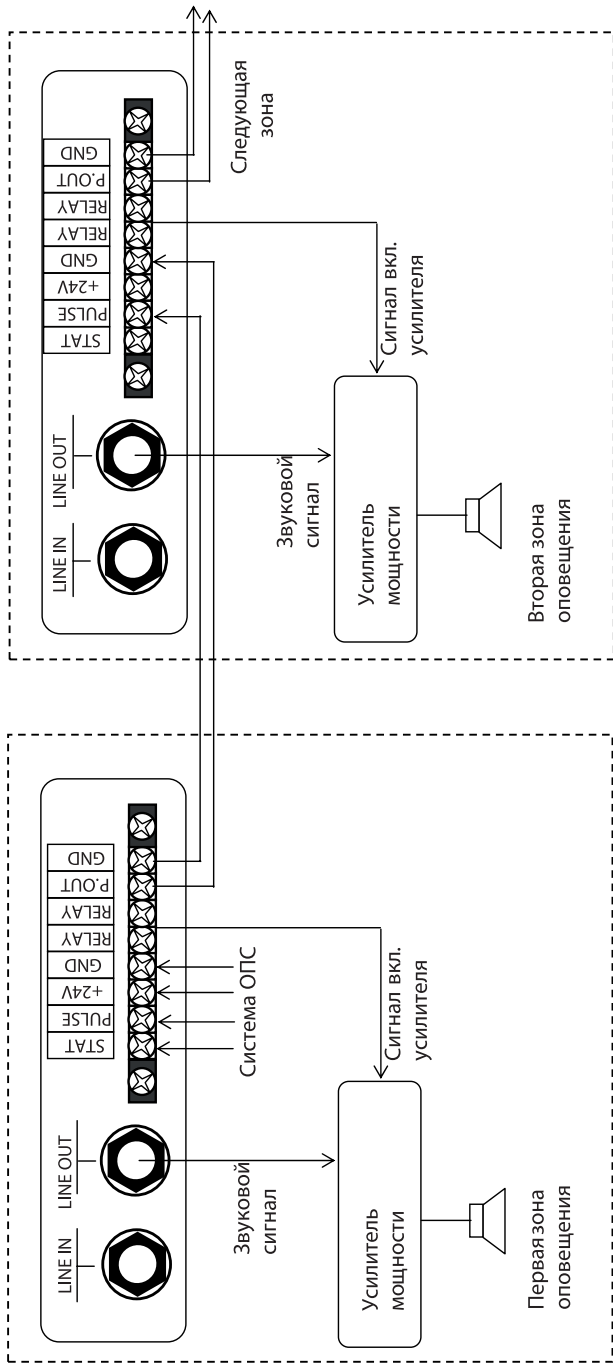 LINE IN
LINE OUT
STAT
PULSE
+24V
GND
RELAY
RELAY
P.OUT
GND
Система ОПС
Звуковой
сигнал
Сигнал вкл.
усилителя
Усилитель
мощности
Первая зона
оповещения
LINE IN
LINE OUT
STAT
PULSE
+24V
GND
RELAY
RELAY
P.OUT
GND
Следующая
зона
Звуковой
сигнал
Сигнал вкл.
усилителя
Усилитель
мощности
Вторая зона
оповещения